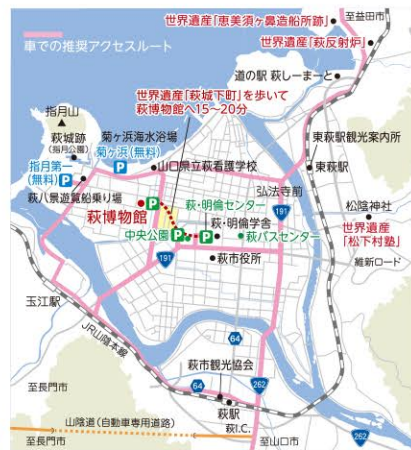 車での推奨アクセスルート
世界遺産「恵美須ヶ鼻造船所跡」
至益田市
世界遺産「萩反射炉」
道の駅 萩しーまーと
世界遺産「萩城下町」を歩いて
萩博物館へ15～20分
指月山
萩城跡
(指月公園)
菊ヶ浜海水浴場
菊ヶ浜(無料)
P
指月第一
(無料)
P
山口県立萩看護学校
東萩駅観光案内所
東萩駅
萩八景遊覧船乗り場
弘法寺前
191
萩博物館
P
萩・明倫センター
松陰神社
中央公園
P
P
萩・明倫学舎
萩バスセンター
世界遺産
「松下村塾」
191
萩市役所
維新ロード
玉江駅
JR山陰本線
64
262
萩市観光協会
至長門市
64
萩駅
262
山陰道(自動車専用道路)
萩I.C.
至長門市
至山口市